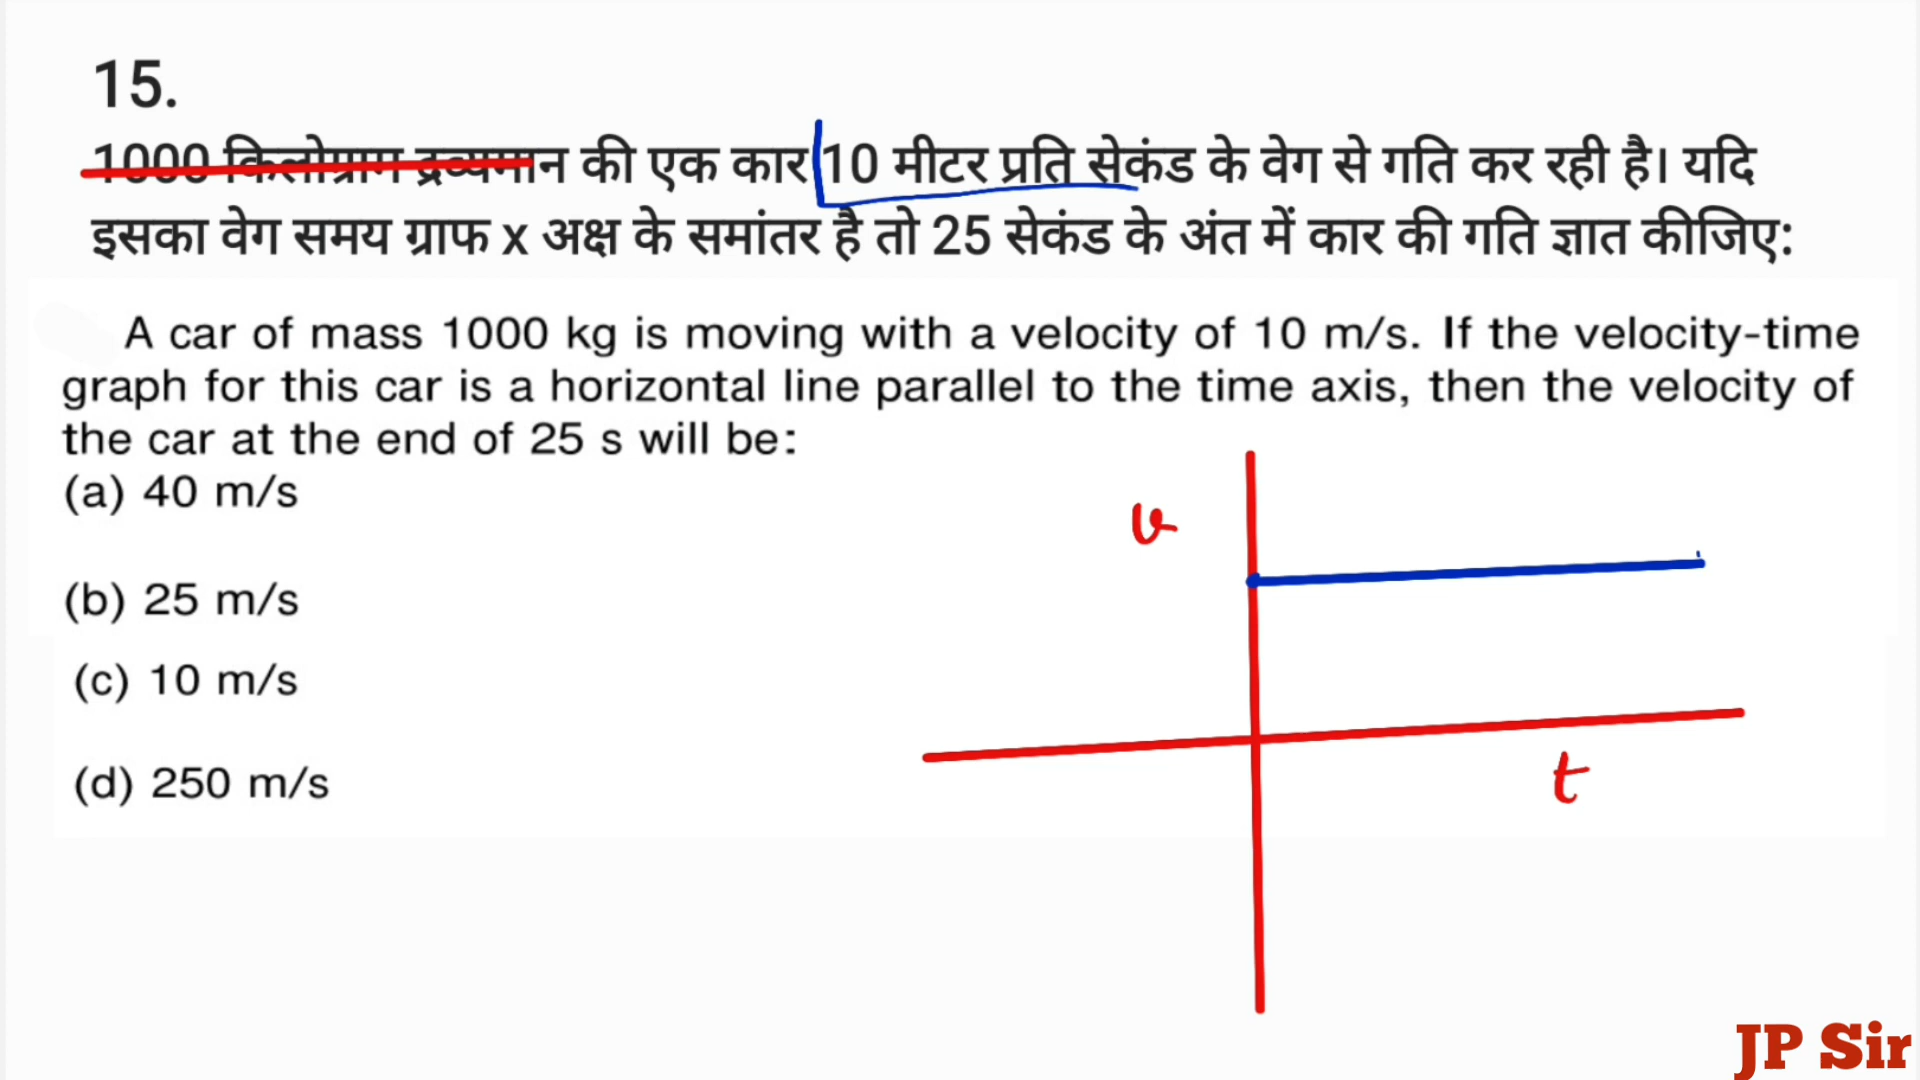 15.
1000 किलोग्राम द्रव्यमान की एक कार 10 मीटर प्रति सेकंड के वेग से गति कर रही है। यदि
इसका वेग समय ग्राफ x अक्ष के समांतर है तो 25 सेकंड के अंत में कार की गति ज्ञात कीजिए:
A car of mass 1000 kg is moving with a velocity of 10 m/s. If the velocity-time
graph for this car is a horizontal line parallel to the time axis, then the velocity of
the car at the end of 25 s will be:
(a) 40 m/s
(b) 25 m/s
(c) 10 m/s
(d) 250 m/s
v
t
JP Sir